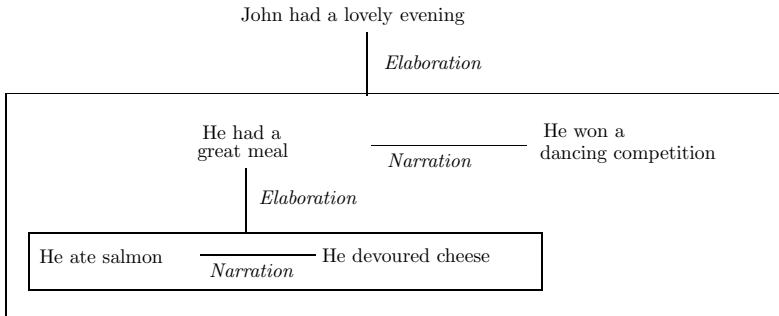 John had a lovely evening
Elaboration
He had a
great meal
Narration
He won a
dancing competition
Elaboration
He ate salmon
Narration
He devoured cheese